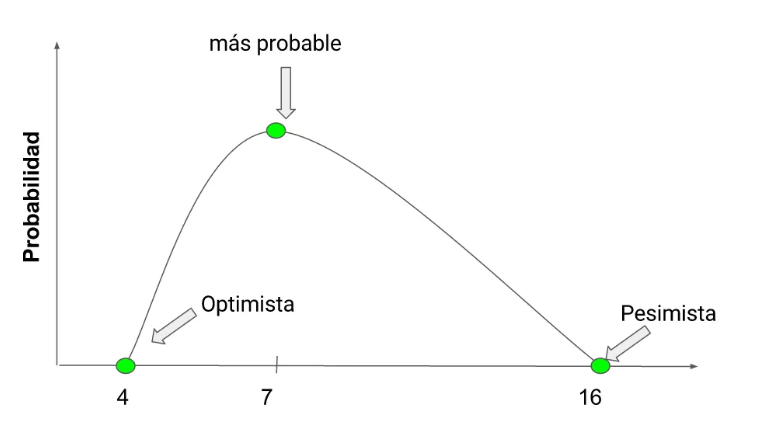 más probable
Probabilidad
Optimista
Pesimista
4
7
16